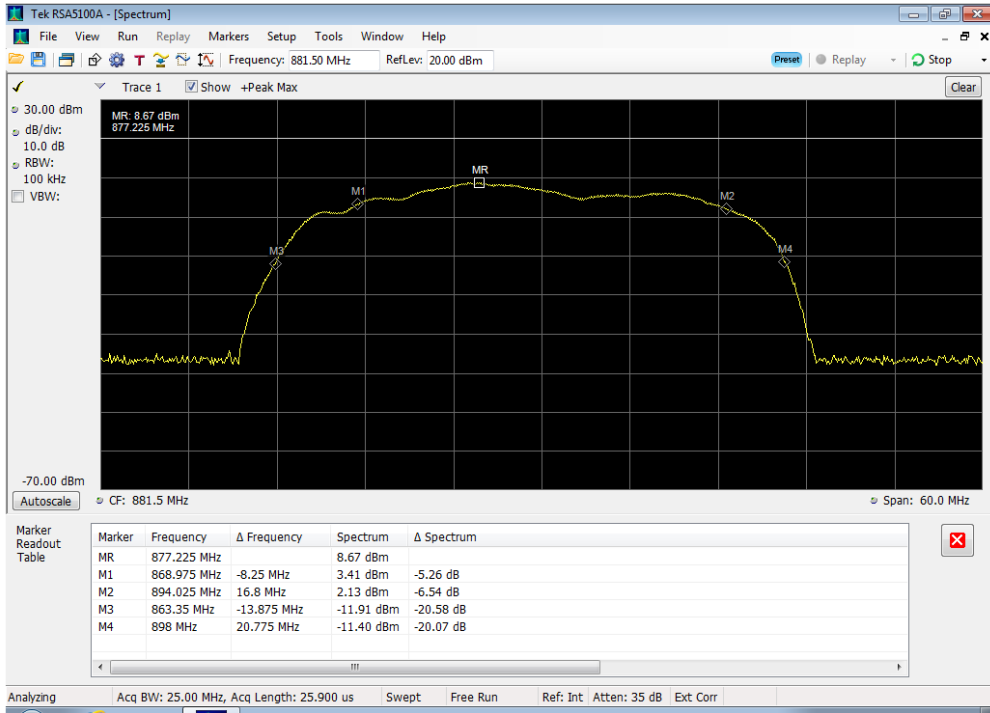 Tek RSA5100A - [Spectrum]
File View Run Replay Markers Setup Tools Window Help
T Frequency: 881.50 MHz RefLev: 20.00 dBm Preset Replay Stop
Trace 1 Show +Peak Max Clear
30.00 dBm
dB/div:
10.0 dB
RBW:
100 kHz
VBW:
MR: 8.67 dBm
877.225 MHz
MR
M1
M2
M3
M4
-70.00 dBm
Autoscale CF: 881.5 MHz Span: 60.0 MHz
Marker
Readout
Table
Marker Frequency Δ Frequency Spectrum Δ Spectrum
MR 877.225 MHz 8.67 dBm
M1 868.975 MHz -8.25 MHz 3.41 dBm -5.26 dB
M2 894.025 MHz 16.8 MHz 2.13 dBm -6.54 dB
M3 863.35 MHz -13.875 MHz -11.91 dBm -20.58 dB
M4 898 MHz 20.775 MHz -11.40 dBm -20.07 dB
Analyzing Acq BW: 25.00 MHz, Acq Length: 25.900 us Swept Free Run Ref: Int Atten: 35 dB Ext Corr